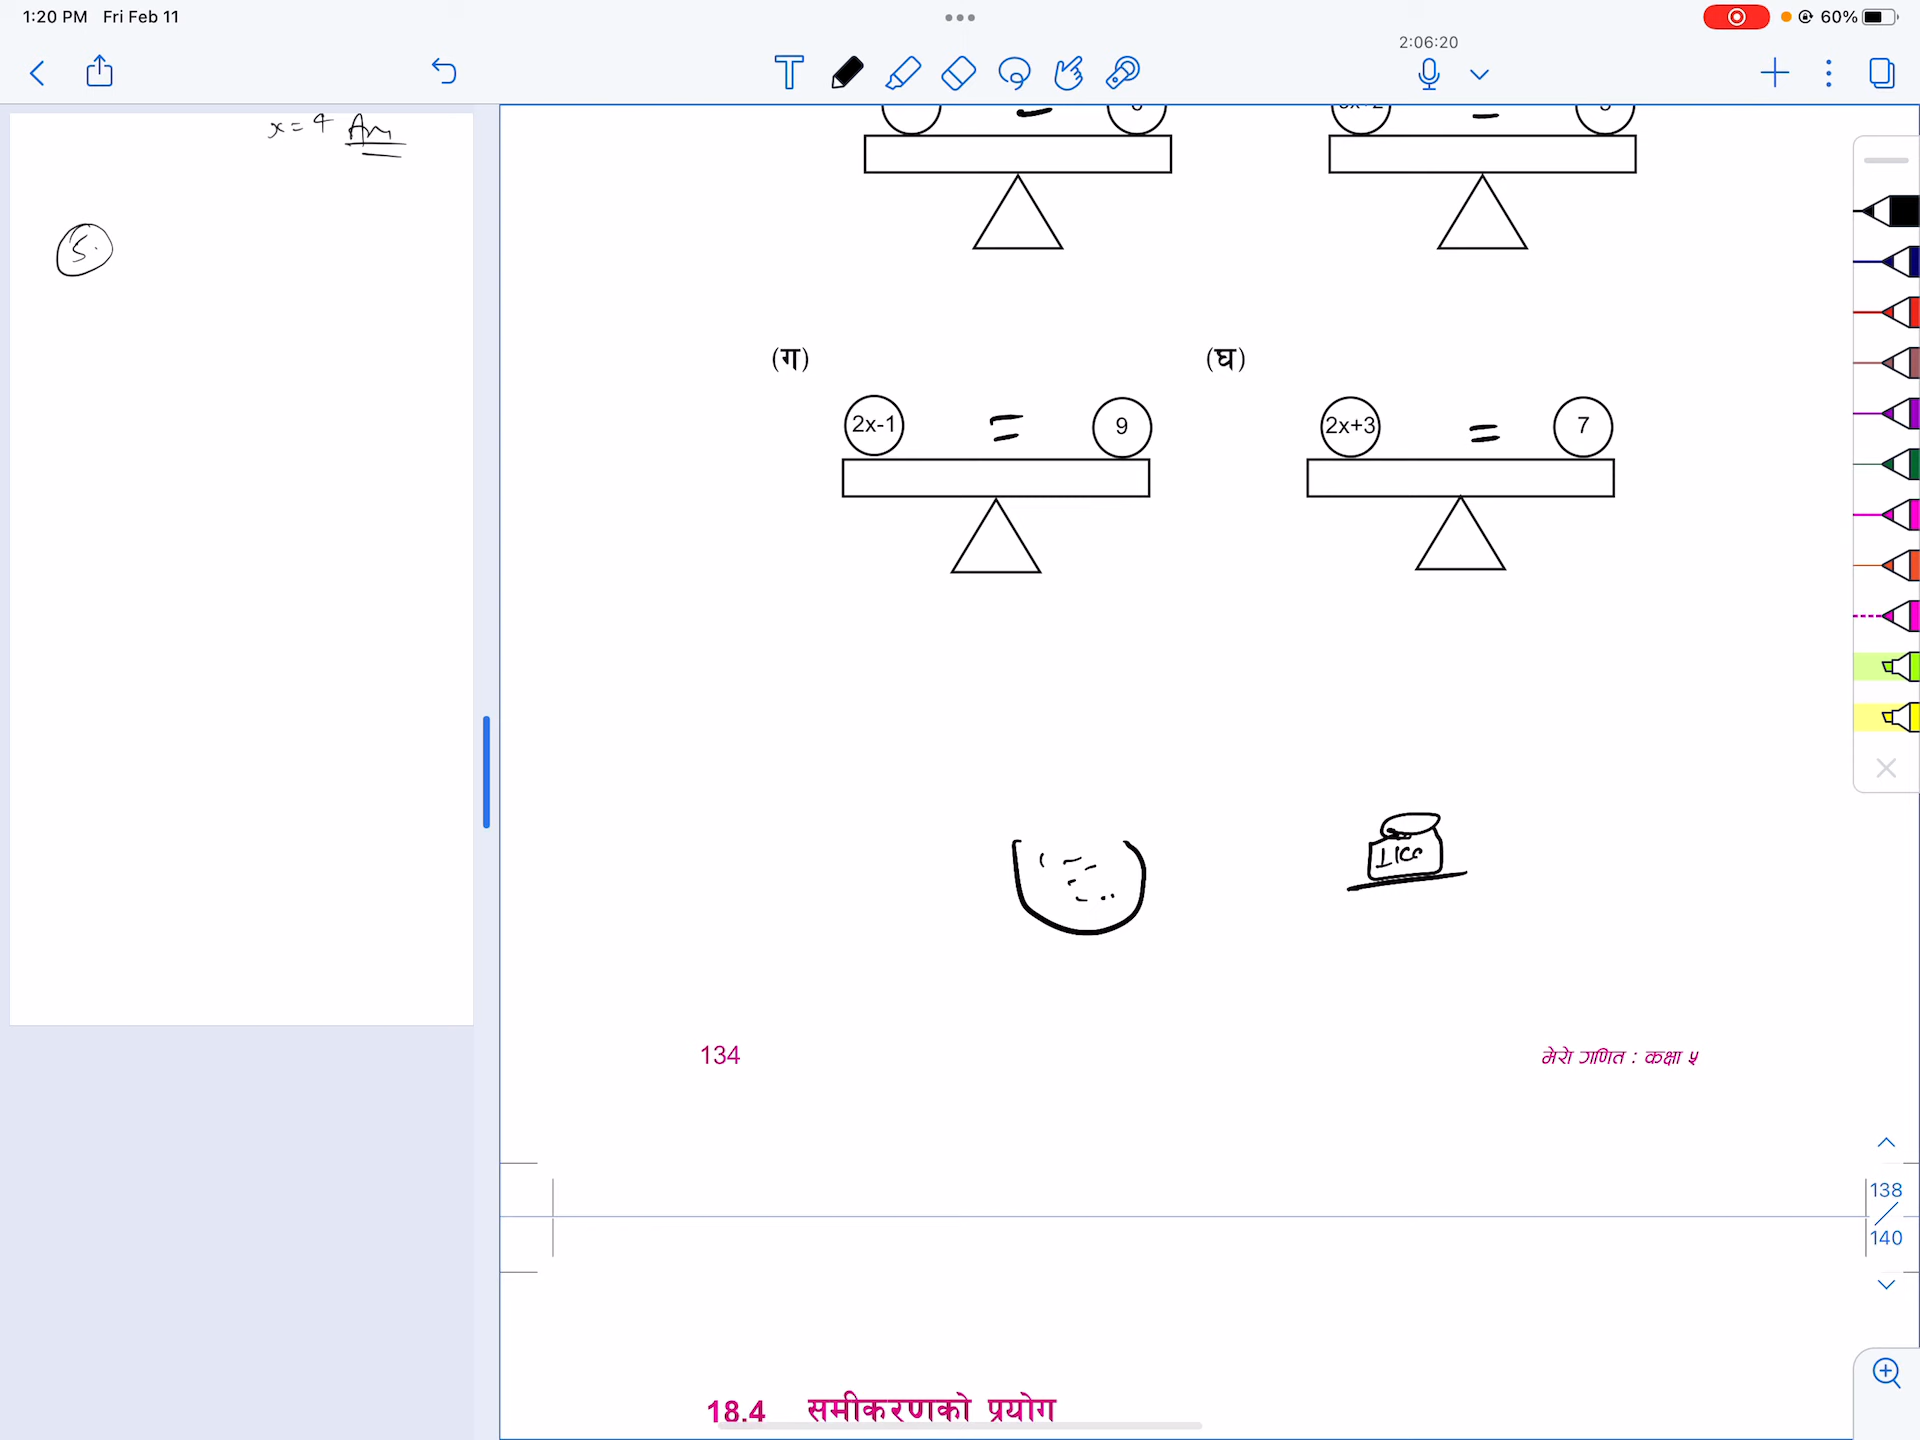 1:20 PM Fri Feb 11
60%
2:06:20
x=4 Ans
5.
(ग)
(घ)
2x-1 = 9
2x+3 = 7
134
मेरो गणित : कक्षा ५
138
140
18.4 समीकरणको प्रयोग